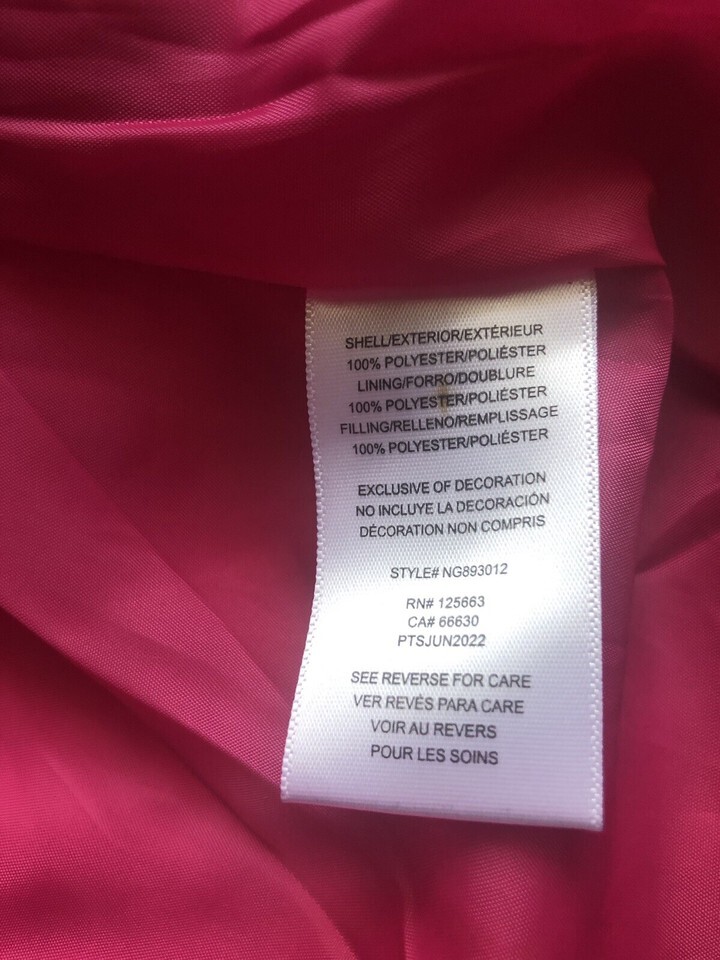 SHELL/EXTERIOR/EXTÉRIEUR
100% POLYESTER/POLIÉSTER
LINING/FORRO/DOUBLURE
100% POLYESTER/POLIÉSTER
FILLING/RELLENO/REMPLISSAGE
100% POLYESTER/POLIÉSTER
EXCLUSIVE OF DECORATION
NO INCLUYE LA DECORACIÓN
DÉCORATION NON COMPRIS
STYLE# NG893012
RN# 125663
CA# 66630
PTSJUN2022
SEE REVERSE FOR CARE
VER REVÉS PARA CARE
VOIR AU REVERS
POUR LES SOINS